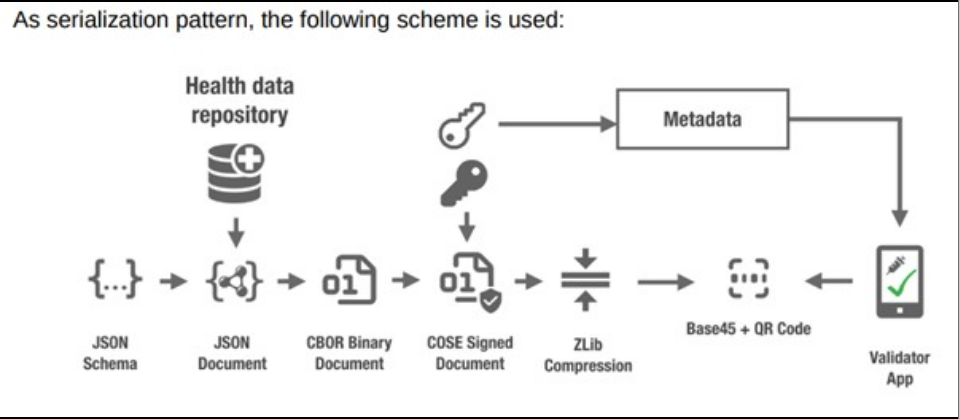 As serialization pattern, the following scheme is used:
Health data
repository
Metadata
{...}
01
01
JSON
Schema
JSON
Document
CBOR Binary
Document
COSE Signed
Document
ZLib
Compression
Base45 + QR Code
Validator
App